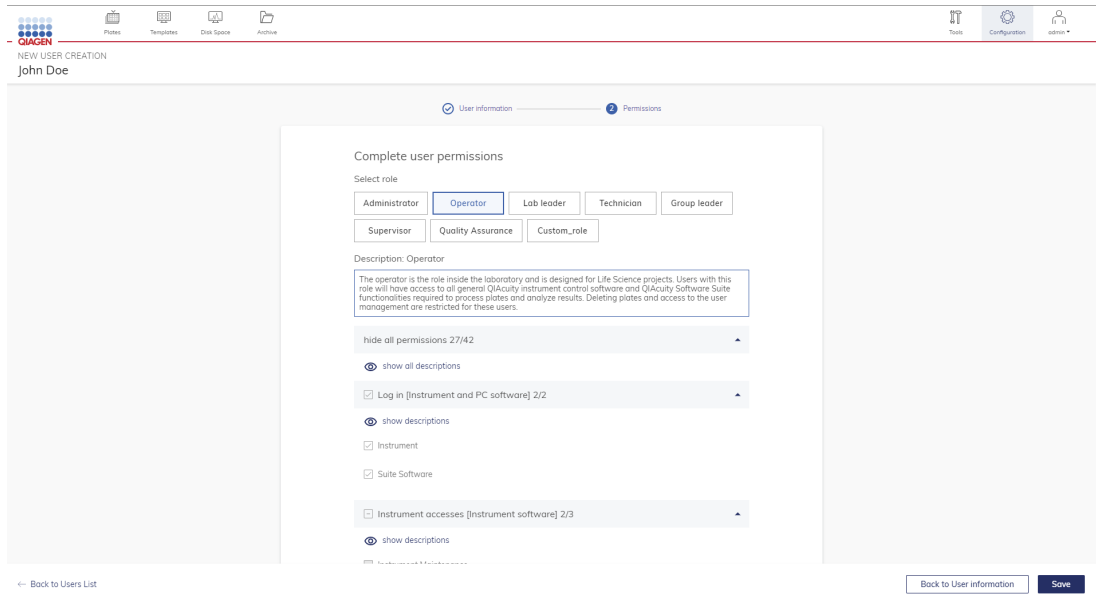 Plates
Templates
Disk Space
Archive
Tools
Configuration
admin
QIAGEN
NEW USER CREATION
John Doe
User information
2 Permissions
Complete user permissions
Select role
Administrator
Operator
Lab leader
Technician
Group leader
Supervisor
Quality Assurance
Custom_role
Description: Operator
The operator is the role inside the laboratory and is designed for Life Science projects. Users with this
role will have access to all general QIAcuity instrument control software and QIAcuity Software Suite
functionalities required to process plates and analyze results. Deleting plates and access to the user
management are restricted for these users.
hide all permissions 27/42
show all descriptions
Log in [Instrument and PC software] 2/2
show descriptions
Instrument
Suite Software
Instrument accesses [Instrument software] 2/3
show descriptions
Instrument Maintenance
← Back to Users List
Back to User information
Save